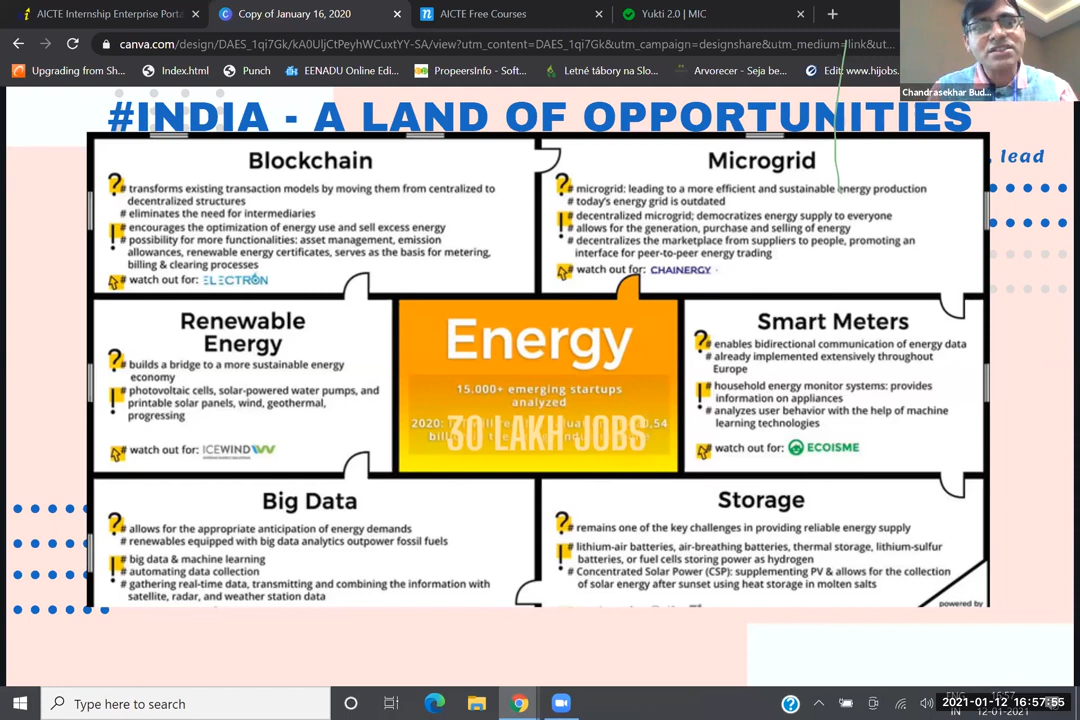 AICTE Internship Enterprise Porta
Copy of January 16, 2020
AICTE Free Courses
Yukti 2.0 | MIC
canva.com/design/DAES_1qi7Gk/kA0UljCtPeyhWCuxtYY-SA/view?utm_content=DAES_1qi7Gk&utm_campaign=designshare&utm_medium=link&ut...
Upgrading from Sh...
Index.html
Punch
EENADU Online Edi...
PropeersInfo - Soft...
Letné tábory na Slo...
Arvorecer - Seja be...
Edit: www.hijobs.
Chandrasekhar Bud...
#INDIA - A LAND OF OPPORTUNITIES
, lead
Blockchain
# transforms existing transaction models by moving them from centralized to
decentralized structures
# eliminates the need for intermediaries
# encourages the optimization of energy use and sell excess energy
# possibility for more functionalities: asset management, emission
allowances, renewable energy certificates, serves as the basis for metering,
billing & clearing processes
# watch out for: ELECTRON
Microgrid
# microgrid: leading to a more efficient and sustainable energy production
# today's energy grid is outdated
# decentralized microgrid; democratizes energy supply to everyone
# allows for the generation, purchase and selling of energy
# decentralizes the marketplace from suppliers to people, promoting an
interface for peer-to-peer energy trading
# watch out for: CHAINERGY
Renewable
Energy
# builds a bridge to a more sustainable energy
economy
# photovoltaic cells, solar-powered water pumps, and
printable solar panels, wind, geothermal,
progressing
# watch out for: ICEWIND
Energy
15.000+ emerging startups
analyzed
2020:
,54
30 LAKH JOBS
Smart Meters
# enables bidirectional communication of energy data
# already implemented extensively throughout
Europe
# household energy monitor systems: provides
information on appliances
# analyzes user behavior with the help of machine
learning technologies
# watch out for: ECOISME
Big Data
# allows for the appropriate anticipation of energy demands
# renewables equipped with big data analytics outpower fossil fuels
# big data & machine learning
# automating data collection
# gathering real-time data, transmitting and combining the information with
satellite, radar, and weather station data
Storage
# remains one of the key challenges in providing reliable energy supply
# lithium-air batteries, air-breathing batteries, thermal storage, lithium-sulfur
batteries, or fuel cells storing power as hydrogen
# Concentrated Solar Power (CSP): supplementing PV & allows for the collection
of solar energy after sunset using heat storage in molten salts
powered by
Type here to search
ENG
IN
16:57
12-01-2021
2021-01-12 16:57:55